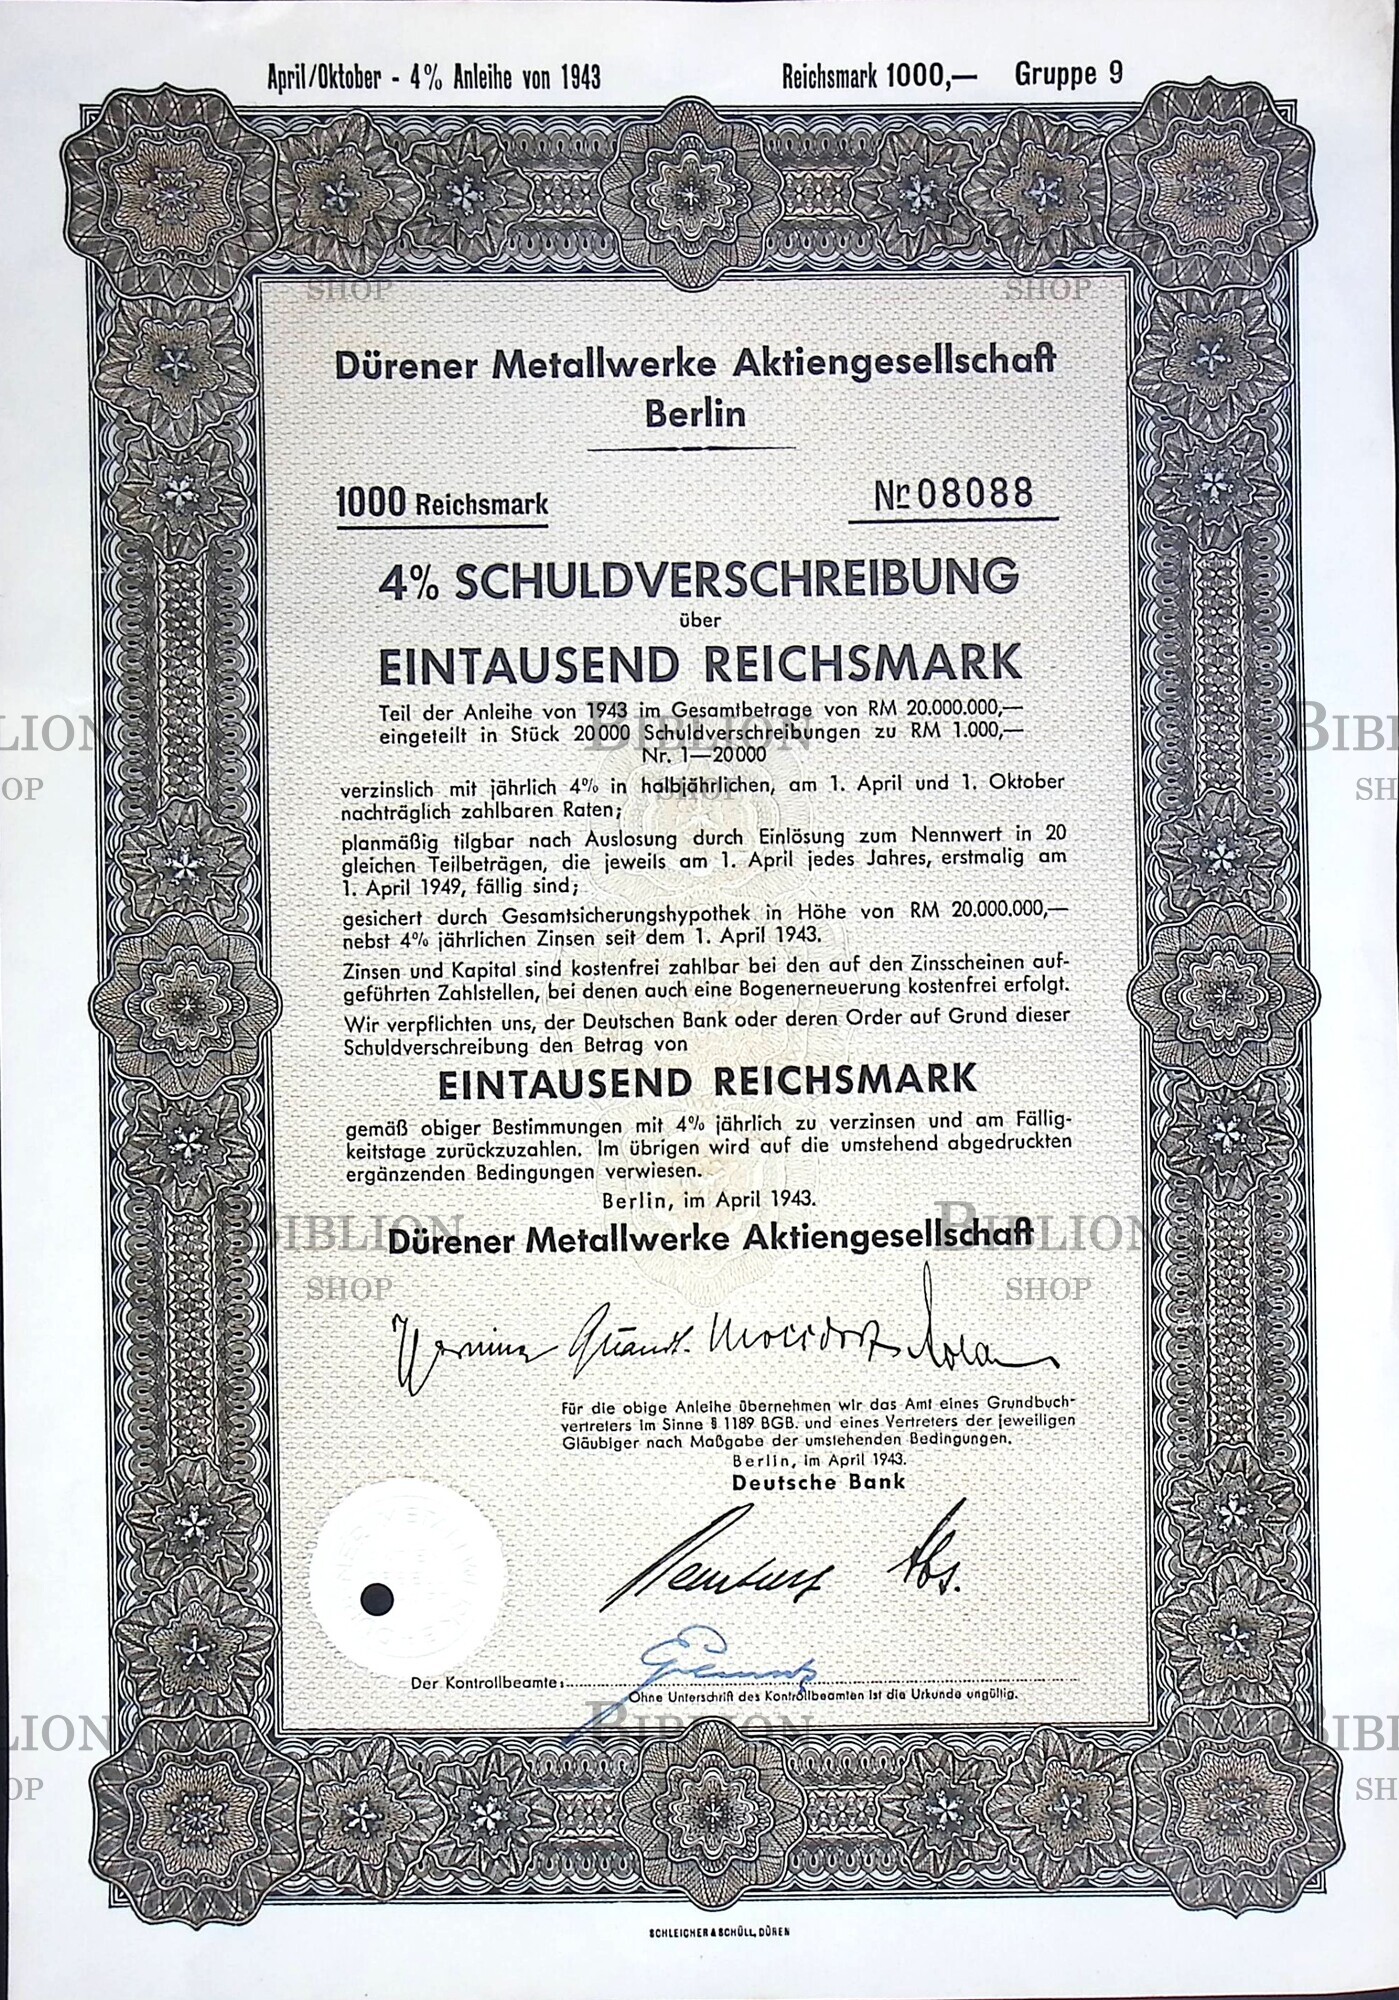 April/Oktober - 4% Anleihe von 1943 Reichsmark 1000,— Gruppe 9
Dürener Metallwerke Aktiengesellschaft
Berlin
1000 Reichsmark Nr. 08088
4% SCHULDVERSCHREIBUNG
über
EINTAUSEND REICHSMARK
Teil der Anleihe von 1943 im Gesamtbetrage von RM 20.000.000,—
eingeteilt in Stück 20000 Schuldverschreibungen zu RM 1.000,—
Nr. 1—20000
verzinslich mit jährlich 4% in halbjährlichen, am 1. April und 1. Oktober
nachträglich zahlbaren Raten;
planmäßig tilgbar nach Auslosung durch Einlösung zum Nennwert in 20
gleichen Teilbeträgen, die jeweils am 1. April jedes Jahres, erstmalig am
1. April 1949, fällig sind;
gesichert durch Gesamtsicherungshypothek in Höhe von RM 20.000.000,—
nebst 4% jährlichen Zinsen seit dem 1. April 1943.
Zinsen und Kapital sind kostenfrei zahlbar bei den auf den Zinsscheinen auf-
geführten Zahlstellen, bei denen auch eine Bogenerneuerung kostenfrei erfolgt.
Wir verpflichten uns, der Deutschen Bank oder deren Order auf Grund dieser
Schuldverschreibung den Betrag von
EINTAUSEND REICHSMARK
gemäß obiger Bestimmungen mit 4% jährlich zu verzinsen und am Fällig-
keitstage zurückzuzahlen. Im übrigen wird auf die umstehend abgedruckten
ergänzenden Bedingungen verwiesen.
Berlin, im April 1943.
Dürener Metallwerke Aktiengesellschaft
Quandt.
Für die obige Anleihe übernehmen wir das Amt eines Grundbuch-
vertreters im Sinne § 1189 BGB. und eines Vertreters der jeweiligen
Gläubiger nach Maßgabe der umstehenden Bedingungen.
Berlin, im April 1943.
Deutsche Bank
Abs.
Der Kontrollbeamte:
Ohne Unterschrift des Kontrollbeamten ist die Urkunde ungültig.
SCHLEICHER & SCHÜLL, DÜREN
BIBLION
SHOP